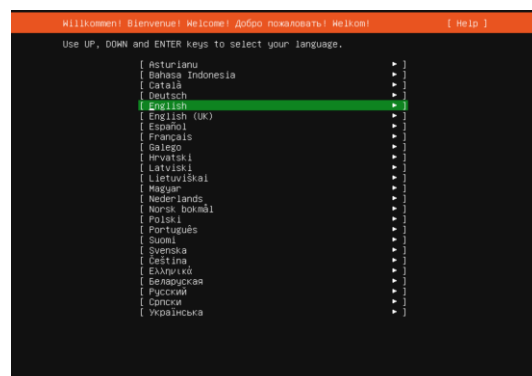 Willkommen! Bienvenue! Welcome! Добро пожаловать! Welkom! [ Help ]
Use UP, DOWN and ENTER keys to select your language.
[ Asturianu ► ]
[ Bahasa Indonesia ► ]
[ Català ► ]
[ Deutsch ► ]
[ English ► ]
[ English (UK) ► ]
[ Español ► ]
[ Français ► ]
[ Galego ► ]
[ Hrvatski ► ]
[ Latviski ► ]
[ Lietuviškai ► ]
[ Magyar ► ]
[ Nederlands ► ]
[ Norsk bokmål ► ]
[ Polski ► ]
[ Português ► ]
[ Suomi ► ]
[ Svenska ► ]
[ Čeština ► ]
[ Ελληνικά ► ]
[ Беларуская ► ]
[ Русский ► ]
[ Српски ► ]
[ Українська ► ]